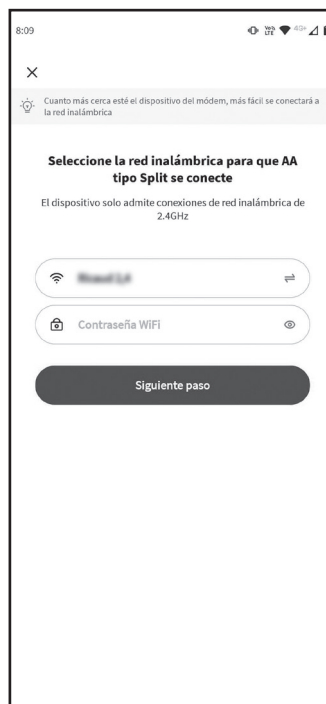 8:09
VoLTE 4G+
Cuanto más cerca esté el dispositivo del módem, más fácil se conectará a
la red inalámbrica
Seleccione la red inalámbrica para que AA
tipo Split se conecte
El dispositivo solo admite conexiones de red inalámbrica de
2.4GHz
Contraseña WiFi
Siguiente paso